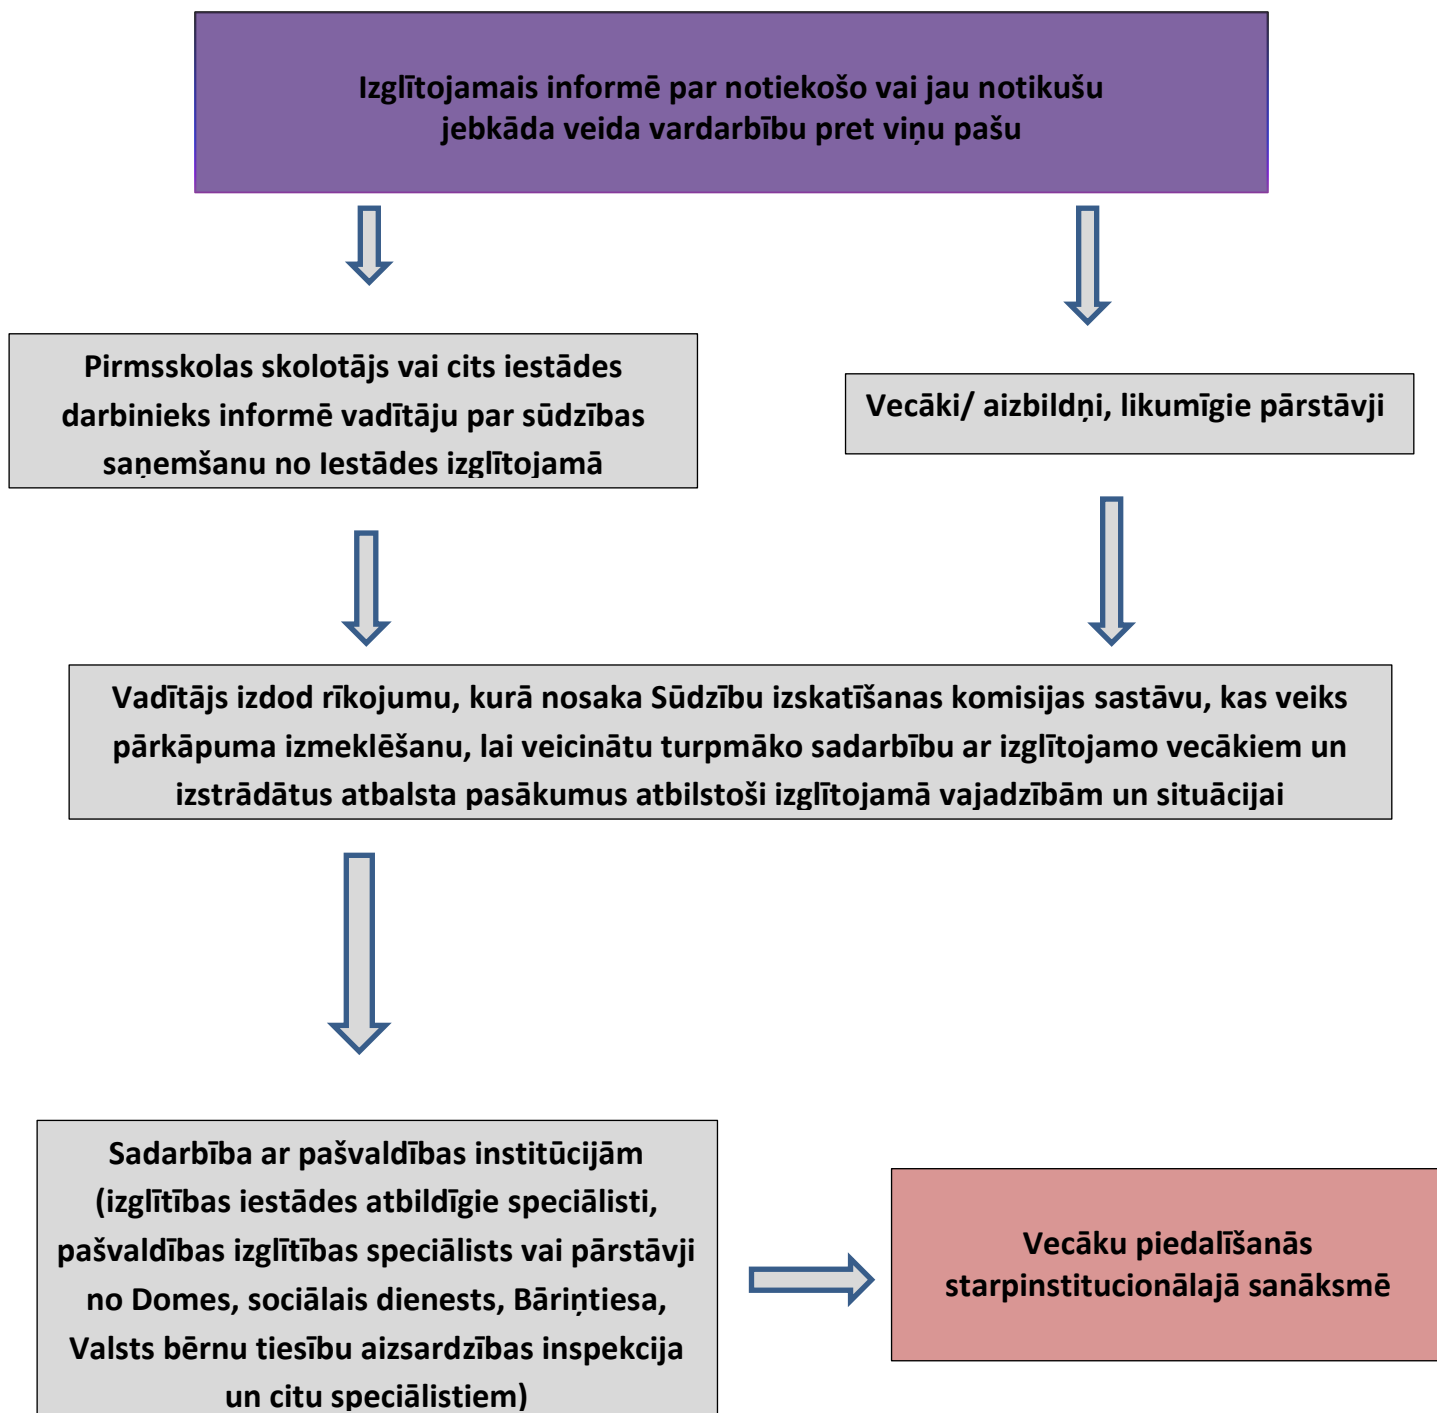 Izglītojamais informē par notiekošo vai jau notikušu
jebkāda veida vardarbību pret viņu pašu
Pirmsskolas skolotājs vai cits iestādes
darbinieks informē vadītāju par sūdzības
saņemšanu no Iestādes izglītojamā
Vecāki/ aizbildņi, likumīgie pārstāvji
Vadītājs izdod rīkojumu, kurā nosaka Sūdzību izskatīšanas komisijas sastāvu, kas veiks
pārkāpuma izmeklēšanu, lai veicinātu turpmāko sadarbību ar izglītojamo vecākiem un
izstrādātus atbalsta pasākumus atbilstoši izglītojamā vajadzībām un situācijai
Sadarbība ar pašvaldības institūcijām
(izglītības iestādes atbildīgie speciālisti,
pašvaldības izglītības speciālists vai pārstāvji
no Domes, sociālais dienests, Bāriņtiesa,
Valsts bērnu tiesību aizsardzības inspekcija
un citu speciālistiem)
Vecāku piedalīšanās
starpinstitucionālajā sanāksmē